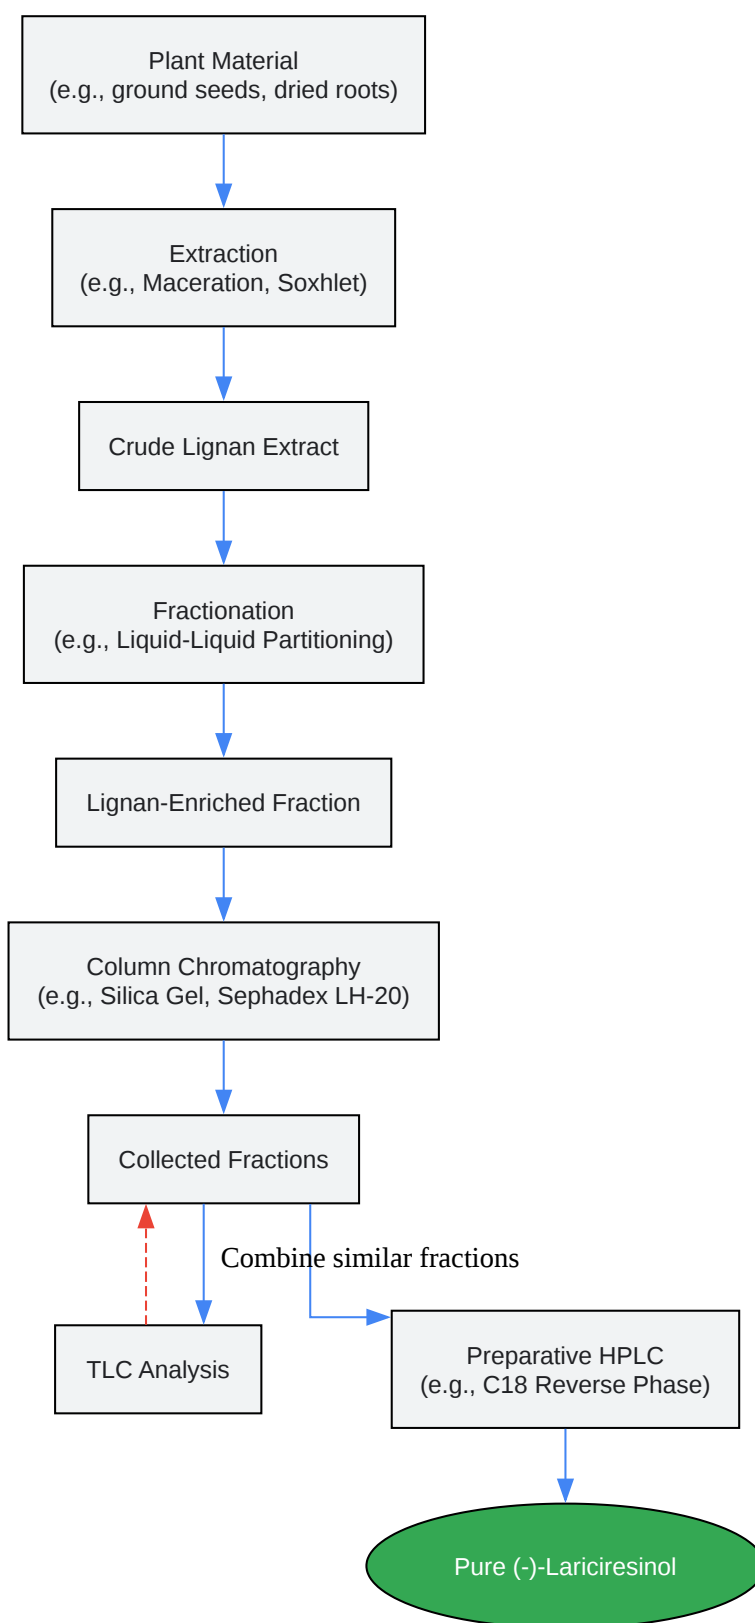 Plant Material
(e.g., ground seeds, dried roots)
Extraction
(e.g., Maceration, Soxhlet)
Crude Lignan Extract
Fractionation
(e.g., Liquid-Liquid Partitioning)
Lignan-Enriched Fraction
Column Chromatography
(e.g., Silica Gel, Sephadex LH-20)
Collected Fractions
Combine similar fractions
TLC Analysis
Preparative HPLC
(e.g., C18 Reverse Phase)
Pure (-)-Lariciresinol